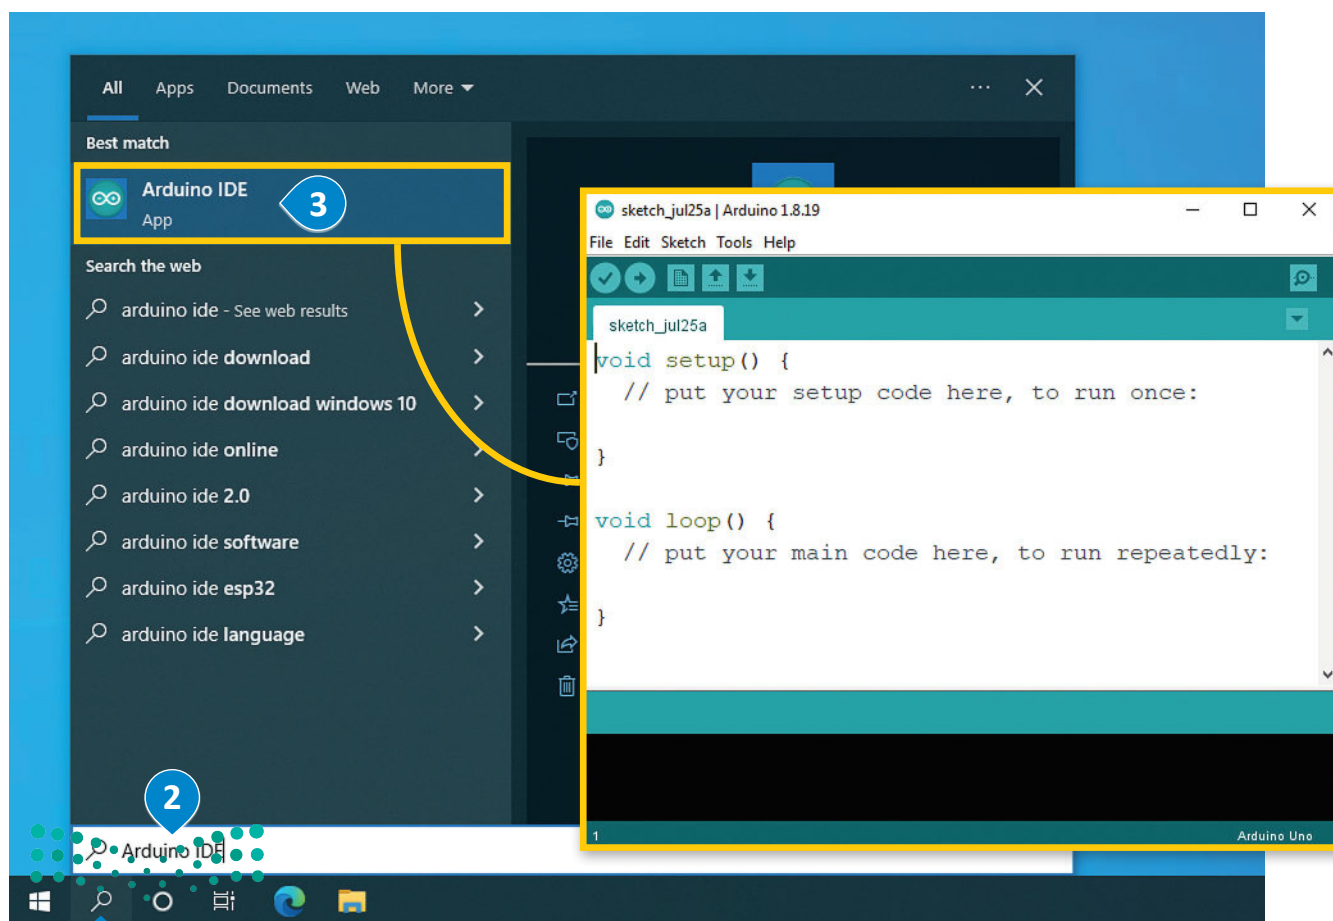 All Apps Documents Web More
Best match
Arduino IDE
App
3
Search the web
arduino ide - See web results
arduino ide download
arduino ide download windows 10
arduino ide online
arduino ide 2.0
arduino ide software
arduino ide esp32
arduino ide language
2
Arduino IDE
sketch_jul25a | Arduino 1.8.19
File Edit Sketch Tools Help
sketch_jul25a
void setup() {
// put your setup code here, to run once:
}
void loop() {
// put your main code here, to run repeatedly:
}
1 Arduino Uno